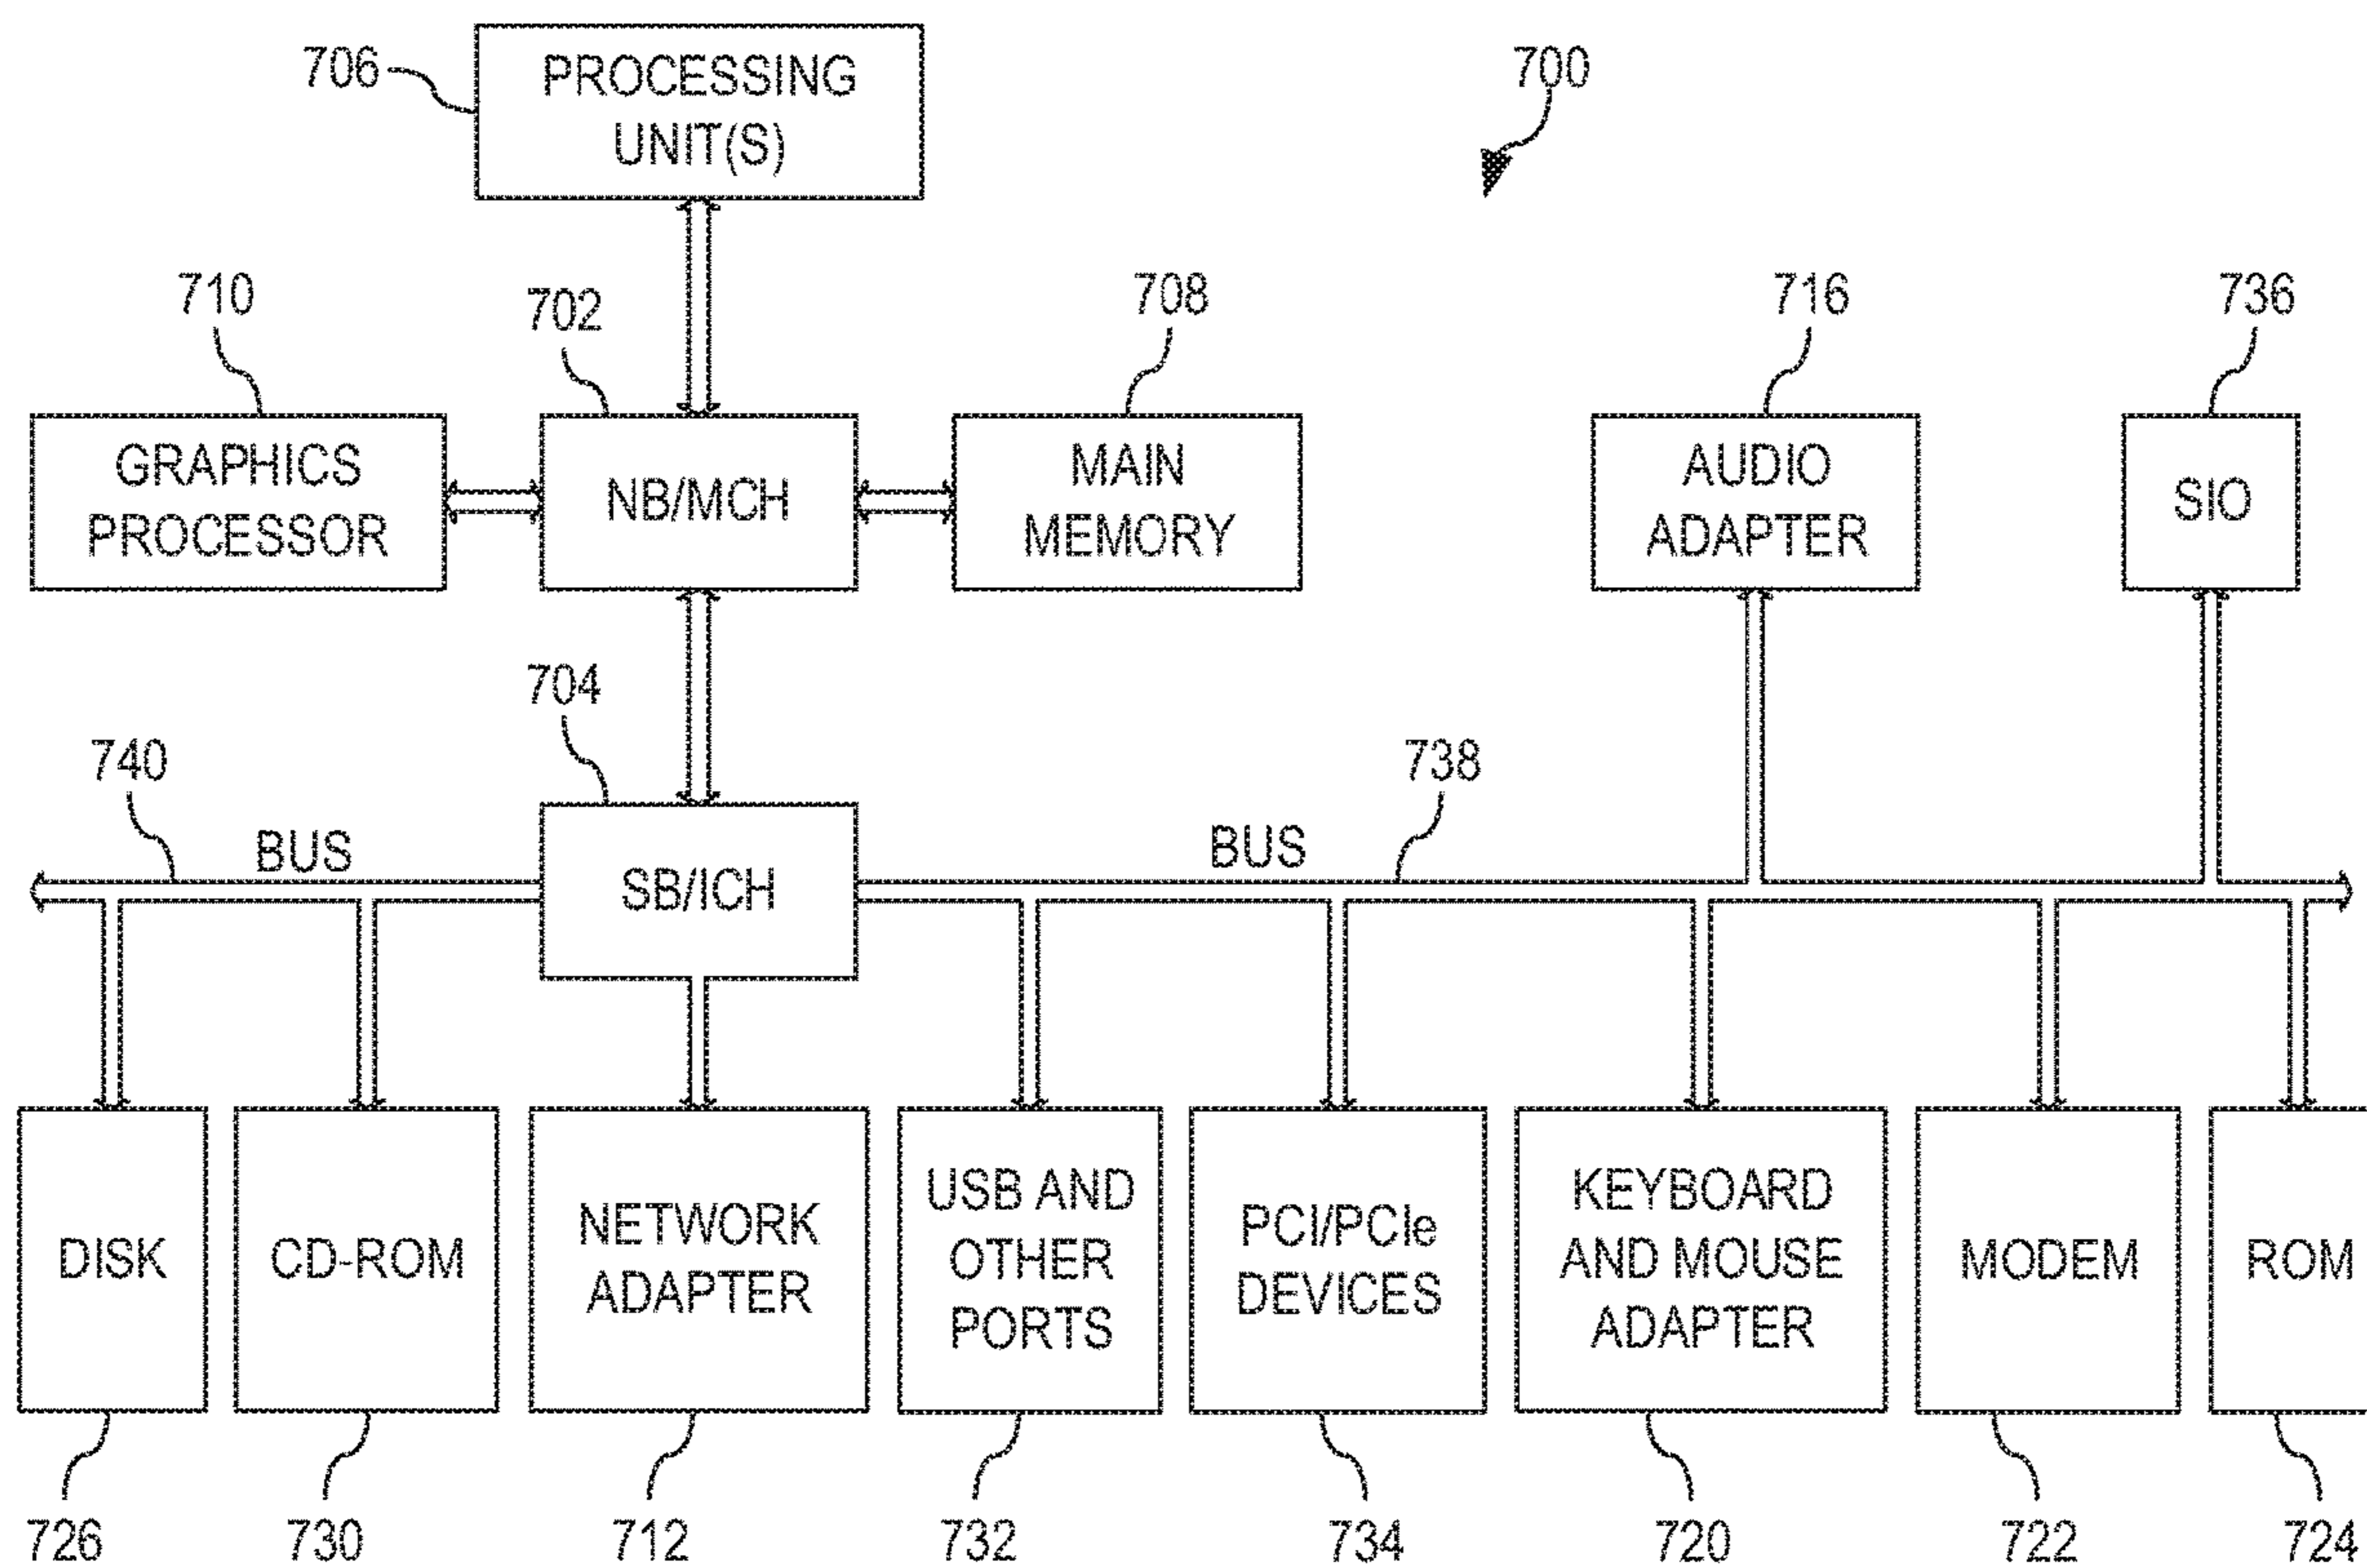 706
PROCESSING
UNIT(S)
700
710
702
708
716
736
GRAPHICS
PROCESSOR
NB/MCH
MAIN
MEMORY
AUDIO
ADAPTER
SIO
704
740
738
BUS
BUS
SB/ICH
DISK
CD-ROM
NETWORK
ADAPTER
USB AND
OTHER
PORTS
PCI/PCIe
DEVICES
KEYBOARD
AND MOUSE
ADAPTER
MODEM
ROM
726
730
712
732
734
720
722
724